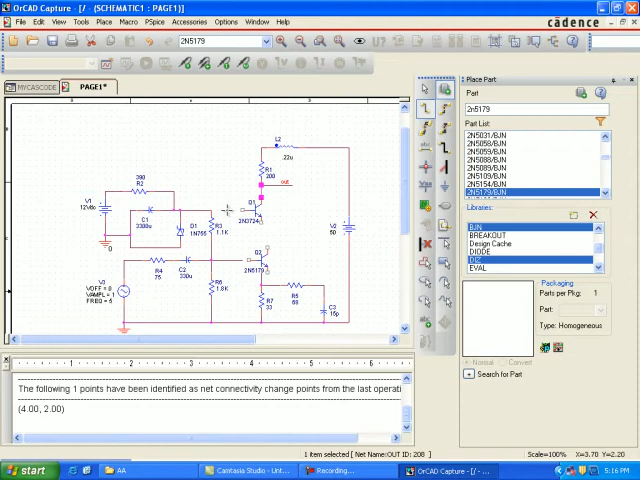 OrCAD Capture - [/ - (SCHEMATIC1 : PAGE1)]
File Edit View Tools Place Macro PSpice Accessories Options Window Help
cādence
2N5179
MYCASCODE PAGE1*
L2
.22u
R1
200
out
390
R2
V1
12Vdc
C1
3300u
D1
1N755
R3
1.1K
Q1
2N3724
V2
50
0
Q2
2N5179
V3
VOFF = 0
VAMPL = 1
FREQ = 5
R4
75
C2
330u
R6
1.8K
R7
33
R5
68
C3
15p
The following 1 points have been identified as net connectivity change points from the last operati
(4.00, 2.00)
Place Part
Part
2n5179
Part List:
2N5031/BJN
2N5058/BJN
2N5059/BJN
2N5088/BJN
2N5089/BJN
2N5109/BJN
2N5154/BJN
2N5179/BJN
Libraries:
BJN
BREAKOUT
Design Cache
DIODE
DIZ
EVAL
Packaging
Parts per Pkg: 1
Part:
Type: Homogeneous
Normal Convert
Search for Part
1 item selected [ Net Name:OUT ID: 208 ]
Scale=100% X=3.70 Y=2.20
start
AA
Camtasia Studio - Unt...
Recording...
OrCAD Capture - [/ - ...
5:16 PM